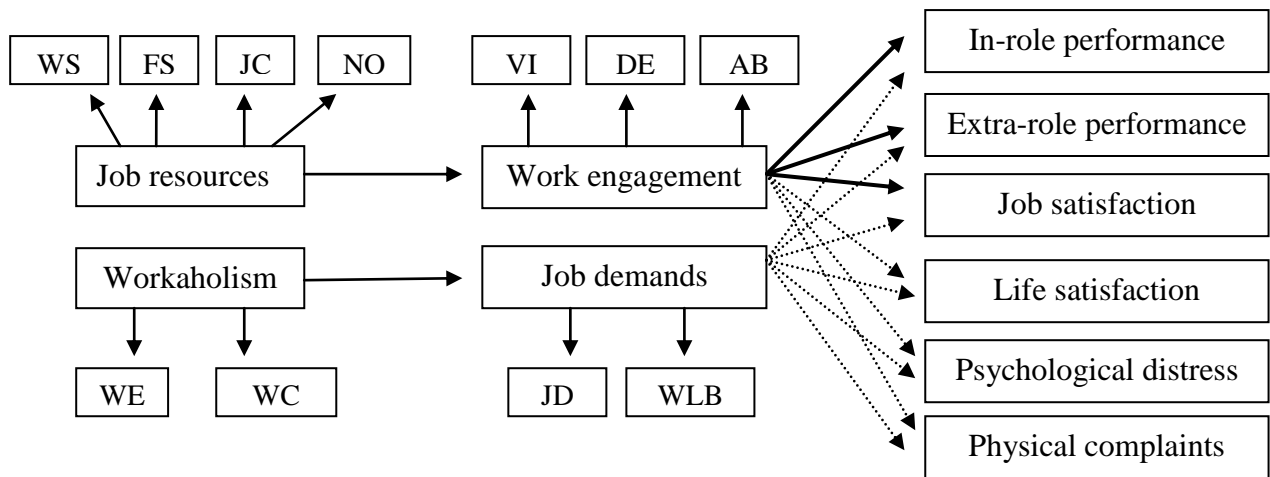 WS
FS
JC
NO
VI
DE
AB
In-role performance
Extra-role performance
Job resources
Work engagement
Job satisfaction
Workaholism
Job demands
Life satisfaction
WE
WC
JD
WLB
Psychological distress
Physical complaints